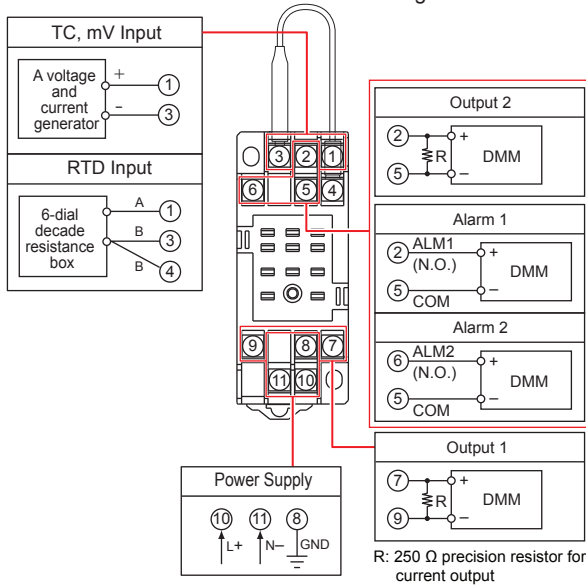 TC, mV Input
A voltage
and
current
generator
+
1
-
3
RTD Input
6-dial
decade
resistance
box
A
1
B
3
B
4
3
2
1
6
5
4
9
8
7
11
10
Output 2
2
R
+
DMM
5
–
Alarm 1
2
ALM1
(N.O.)
+
DMM
5
COM
–
Alarm 2
6
ALM2
(N.O.)
+
DMM
5
COM
–
Output 1
7
R
+
DMM
9
–
R: 250 Ω precision resistor for
current output
Power Supply
10
11
8
L+
N–
GND